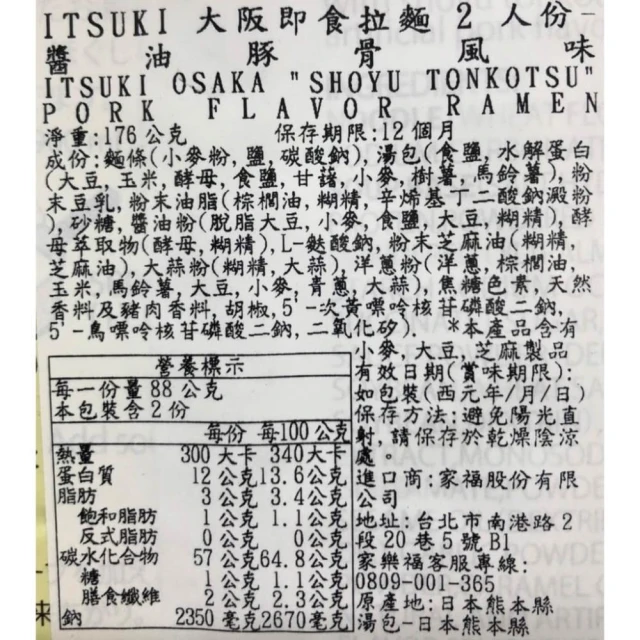 ITSUKI 大阪即食拉麵 2 人份
醬油豚骨風味
ITSUKI OSAKA "SHOYU TONKOTSU"
PORK FLAVOR RAMEN
淨重:176 公克 保存期限:12 個月
成份:麵條(小麥粉, 鹽, 碳酸鈉), 湯包(食鹽, 水解蛋白
(大豆, 玉米, 酵母, 食鹽, 甘藷, 小麥, 樹薯, 馬鈴薯), 粉
末豆乳, 粉末油脂(棕櫚油, 糊精, 辛烯基丁二酸鈉澱粉
), 砂糖, 醬油粉(脫脂大豆, 小麥, 食鹽, 大豆, 糊精), 酵
母萃取物(酵母, 糊精), L-麩酸鈉, 粉末芝麻油(糊精,
芝麻油), 大蒜粉(糊精, 大蒜), 洋蔥粉(洋蔥, 棕櫚油,
玉米, 馬鈴薯, 大豆, 小麥, 青蔥, 大蒜), 焦糖色素, 天然
香料及豬肉香料, 胡椒, 5'-次黃嘌呤核苷磷酸二鈉,
5'-鳥嘌呤核苷磷酸二鈉, 二氧化矽). *本產品含有
小麥, 大豆, 芝麻製品
有效日期(賞味期限):
如包裝(西元年/月/日)
保存方法:避免陽光直
射, 請保存於乾燥陰涼
處。
進口商:家福股份有限
公司
地址:台北市南港路 2
段 20 巷 5 號 B1
家樂福客服專線:
0809-001-365
原產地:日本熊本縣
湯包-日本熊本縣
營養標示
每一份量 88 公克
本包裝含 2 份
每份 每100 公克
熱量 300 大卡 340 大卡
蛋白質 12 公克 13.6 公克
脂肪 3 公克 3.4 公克
飽和脂肪 1 公克 1.1 公克
反式脂肪 0 公克 0 公克
碳水化合物 57 公克 64.8 公克
糖 1 公克 1.1 公克
膳食纖維 2 公克 2.3 公克
鈉 2350 毫克 2670 毫克